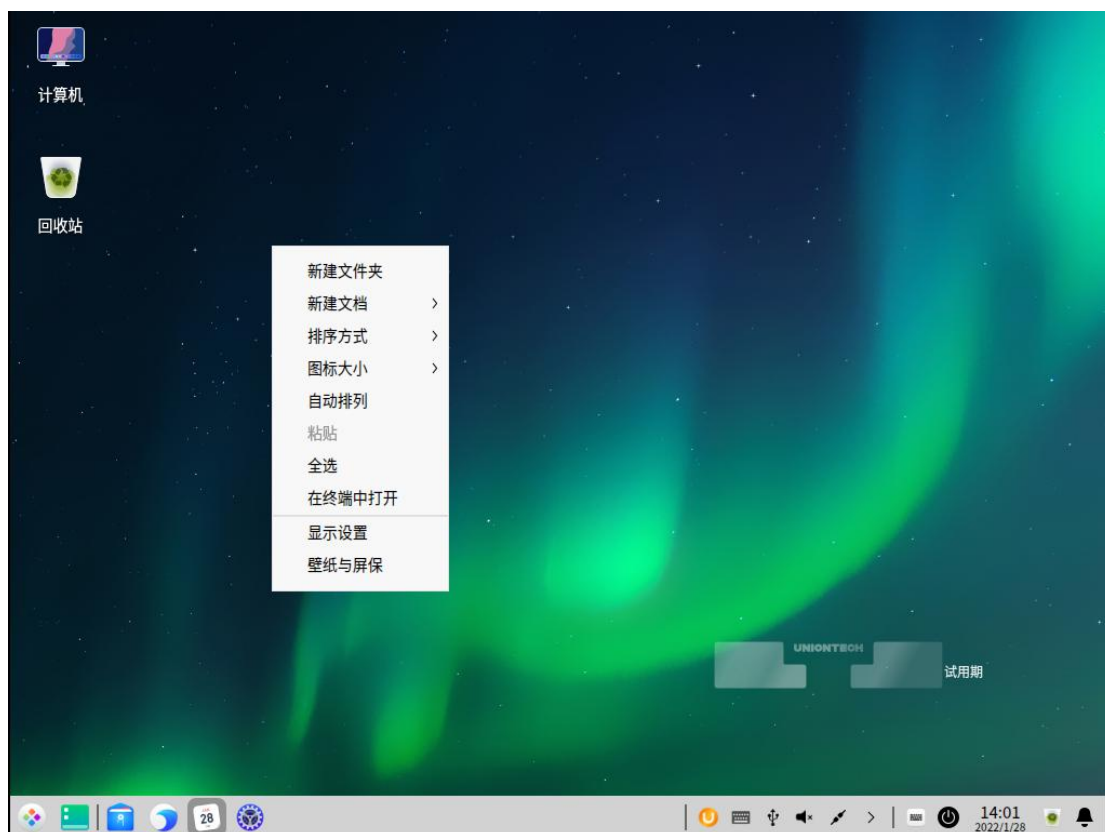 计算机
回收站
新建文件夹
新建文档
排序方式
图标大小
自动排列
粘贴
全选
在终端中打开
显示设置
壁纸与屏保
UNIONTECH
试用期
28
14:01
2022/1/28